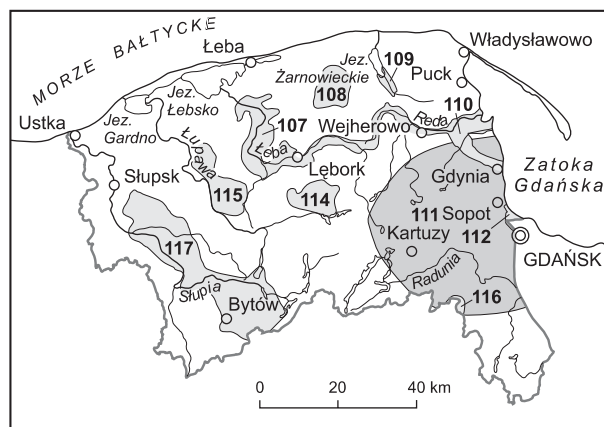 MORZE BAŁTYCKE
Łeba
Władysławowo
Jez.
Żarnowieckie
109
Puck
108
Jez.
Łebsko
110
Reda
Ustka
Jez.
Gardno
107
Wejherowo
Łeba
Zatoka
Gdańska
Łupawa
Lębork
Gdynia
Słupsk
115
114
111
Sopot
Kartuzy
112
GDAŃSK
117
Radunia
116
Słupia
Bytów
0 20 40 km